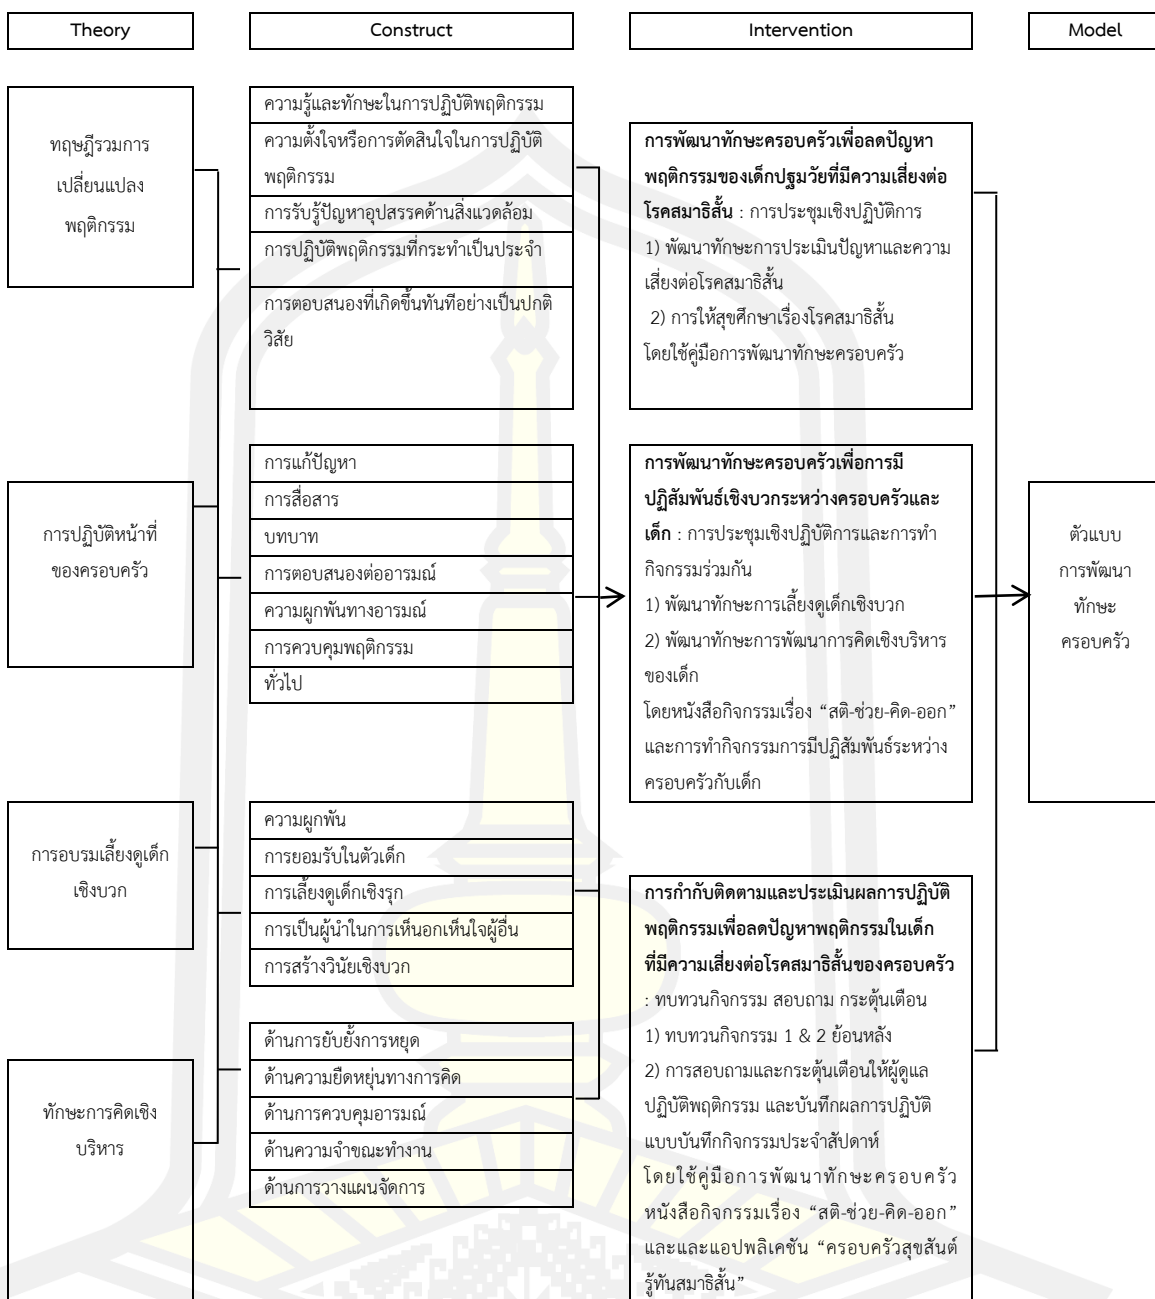 Theory
Construct
Intervention
Model
ทฤษฎีรวมการ
เปลี่ยนแปลง
พฤติกรรม
การปฏิบัติหน้าที่
ของครอบครัว
การอบรมเลี้ยงดูเด็ก
เชิงบวก
ทักษะการคิดเชิง
บริหาร
ความรู้และทักษะในการปฏิบัติพฤติกรรม
ความตั้งใจหรือการตัดสินใจในการปฏิบัติ
พฤติกรรม
การรับรู้ปัญหาอุปสรรคด้านสิ่งแวดล้อม
การปฏิบัติพฤติกรรมที่กระทำเป็นประจำ
การตอบสนองที่เกิดขึ้นทันทีอย่างเป็นปกติ
วิสัย
การแก้ปัญหา
การสื่อสาร
บทบาท
การตอบสนองต่ออารมณ์
ความผูกพันทางอารมณ์
การควบคุมพฤติกรรม
ทั่วไป
ความผูกพัน
การยอมรับในตัวเด็ก
การเลี้ยงดูเด็กเชิงรุก
การเป็นผู้นำในการเห็นอกเห็นใจผู้อื่น
การสร้างวินัยเชิงบวก
ด้านการยับยั้งการหยุด
ด้านความยืดหยุ่นทางการคิด
ด้านการควบคุมอารมณ์
ด้านความจำขณะทำงาน
ด้านการวางแผนจัดการ
การพัฒนาทักษะครอบครัวเพื่อลดปัญหา
พฤติกรรมของเด็กปฐมวัยที่มีความเสี่ยงต่อ
โรคสมาธิสั้น : การประชุมเชิงปฏิบัติการ
1) พัฒนาทักษะการประเมินปัญหาและความ
เสี่ยงต่อโรคสมาธิสั้น
2) การให้สุขศึกษาเรื่องโรคสมาธิสั้น
โดยใช้คู่มือการพัฒนาทักษะครอบครัว
การพัฒนาทักษะครอบครัวเพื่อการมี
ปฏิสัมพันธ์เชิงบวกระหว่างครอบครัวและ
เด็ก : การประชุมเชิงปฏิบัติการและการทำ
กิจกรรมร่วมกัน
1) พัฒนาทักษะการเลี้ยงดูเด็กเชิงบวก
2) พัฒนาทักษะการพัฒนาการคิดเชิงบริหาร
ของเด็ก
โดยหนังสือกิจกรรมเรื่อง “สติ-ช่วย-คิด-ออก”
และการทำกิจกรรมการมีปฏิสัมพันธ์ระหว่าง
ครอบครัวกับเด็ก
การกำกับติดตามและประเมินผลการปฏิบัติ
พฤติกรรมเพื่อลดปัญหาพฤติกรรมในเด็ก
ที่มีความเสี่ยงต่อโรคสมาธิสั้นของครอบครัว
: ทบทวนกิจกรรม สอบถาม กระตุ้นเตือน
1) ทบทวนกิจกรรม 1 & 2 ย้อนหลัง
2) การสอบถามและกระตุ้นเตือนให้ผู้ดูแล
ปฏิบัติพฤติกรรม และบันทึกผลการปฏิบัติ
แบบบันทึกกิจกรรมประจำสัปดาห์
โดยใช้คู่มือการพัฒนาทักษะครอบครัว
หนังสือกิจกรรมเรื่อง “สติ-ช่วย-คิด-ออก”
และและแอปพลิเคชัน “ครอบครัวสุขสันต์
รู้ทันสมาธิสั้น”
ตัวแบบ
การพัฒนา
ทักษะ
ครอบครัว